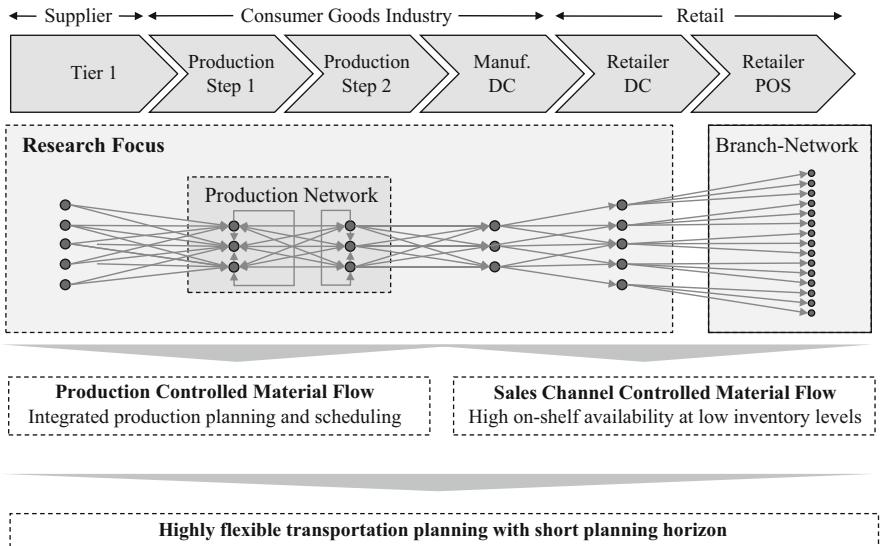 Supplier
Consumer Goods Industry
Retail
Tier 1
Production
Step 1
Production
Step 2
Manuf.
DC
Retailer
DC
Retailer
POS
Research Focus
Branch-Network
Production Network
Production Controlled Material Flow
Integrated production planning and scheduling
Sales Channel Controlled Material Flow
High on-shelf availability at low inventory levels
Highly flexible transportation planning with short planning horizon